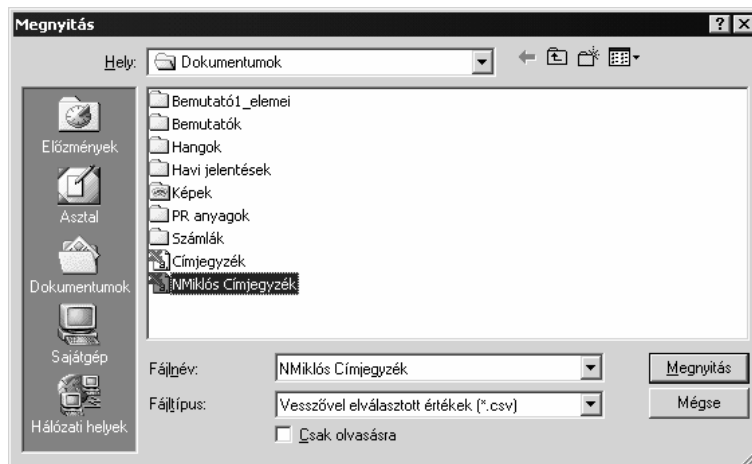 Megnyitás
Hely: Dokumentumok
Előzmények
Asztal
Dokumentumok
Sajátgép
Hálózati helyek
Bemutató1_elemei
Bemutatók
Hangok
Havi jelentések
Képek
PR anyagok
Számlák
Címjegyzék
NMiklós Címjegyzék
Fájlnév: NMiklós Címjegyzék Megnyitás
Fájltípus: Vesszővel elválasztott értékek (*.csv) Mégse
Csak olvasásra